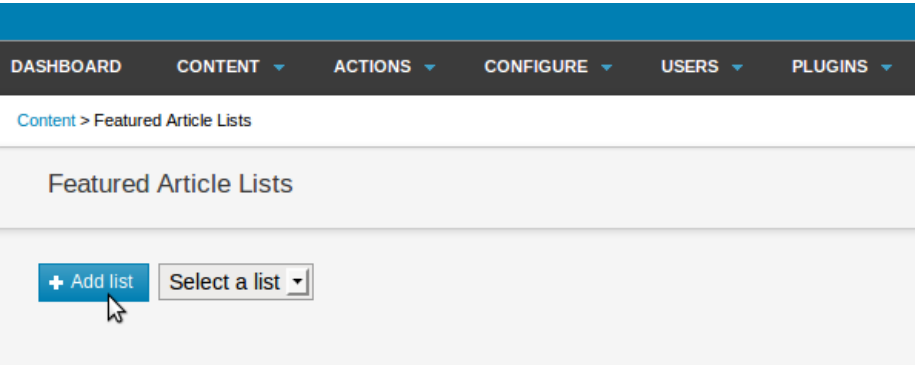 DASHBOARD CONTENT ACTIONS CONFIGURE USERS PLUGINS
Content > Featured Article Lists
Featured Article Lists
+ Add list Select a list